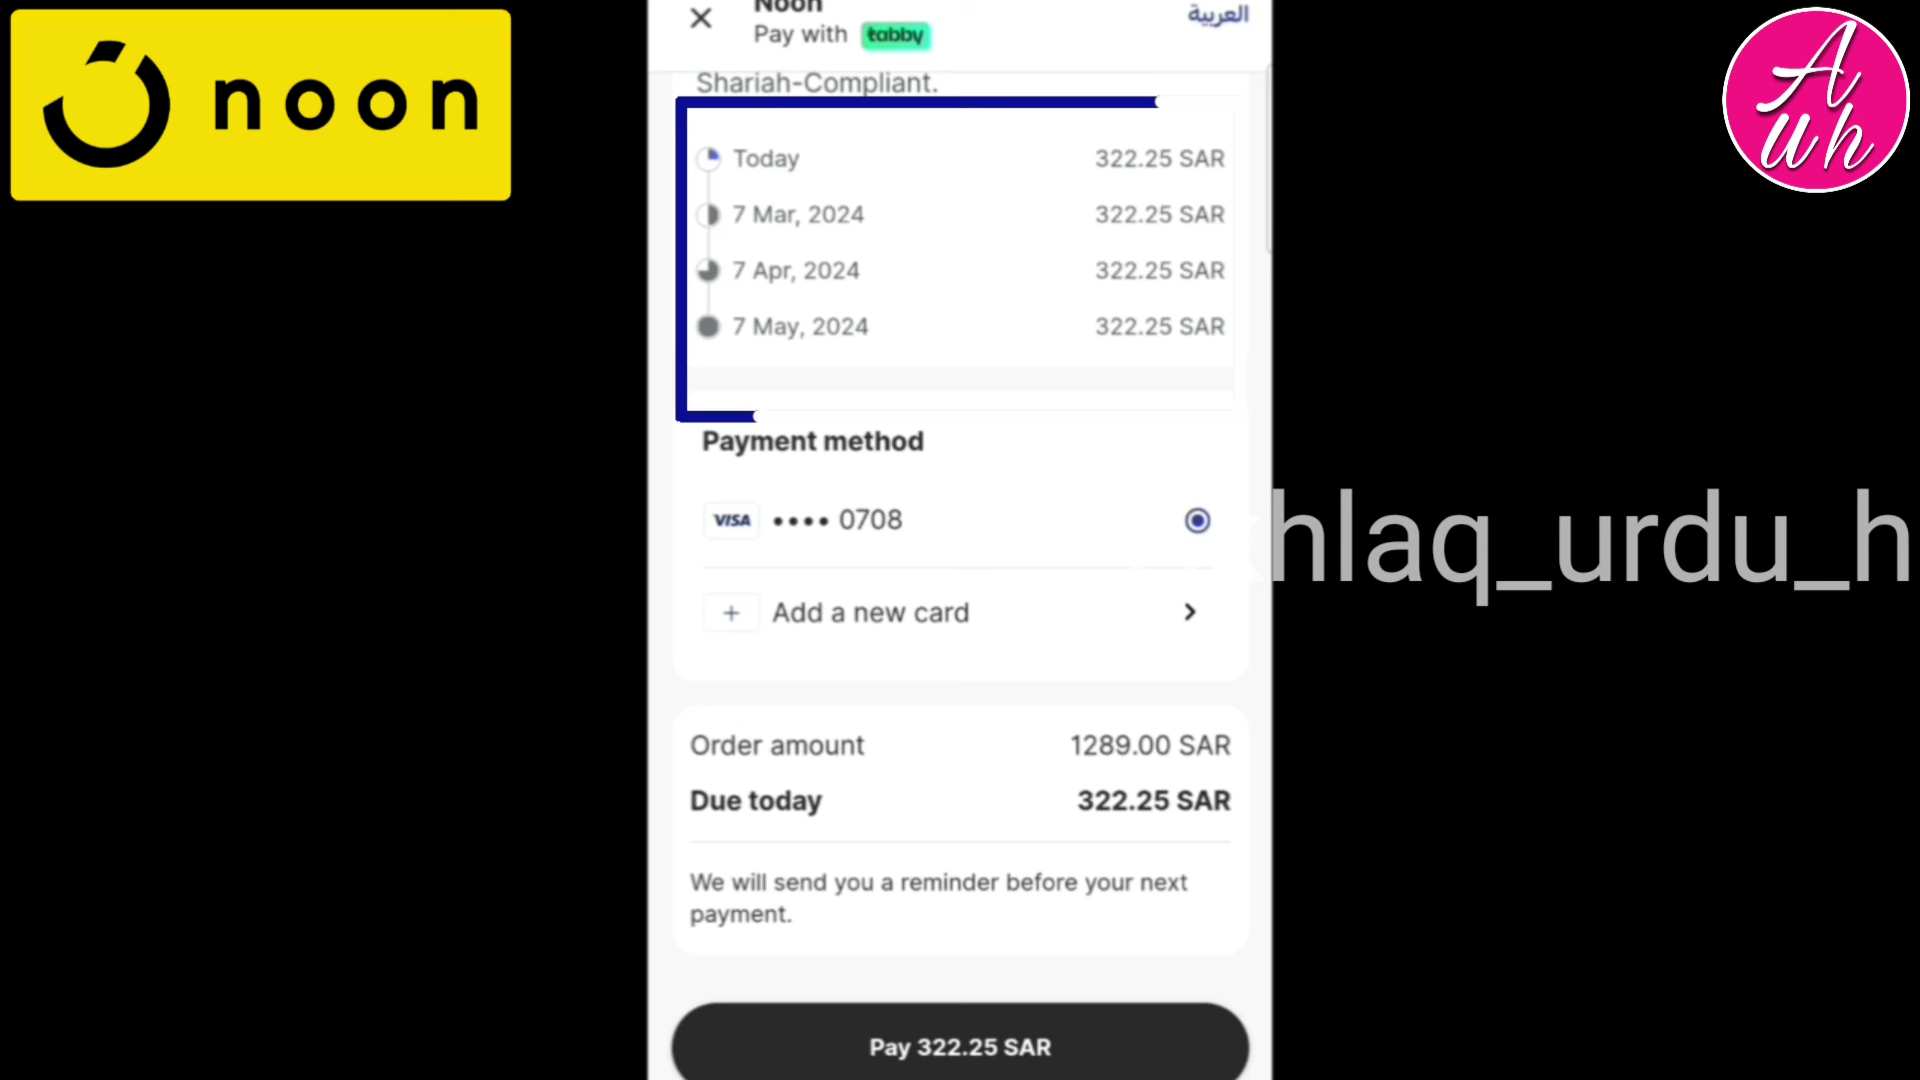 noon
Noon
العربية
Pay with tabby
Shariah-Compliant.
Today 322.25 SAR
7 Mar, 2024 322.25 SAR
7 Apr, 2024 322.25 SAR
7 May, 2024 322.25 SAR
Payment method
VISA •••• 0708
+ Add a new card
Order amount 1289.00 SAR
Due today 322.25 SAR
We will send you a reminder before your next
payment.
Pay 322.25 SAR
A
uh
hlaq_urdu_h